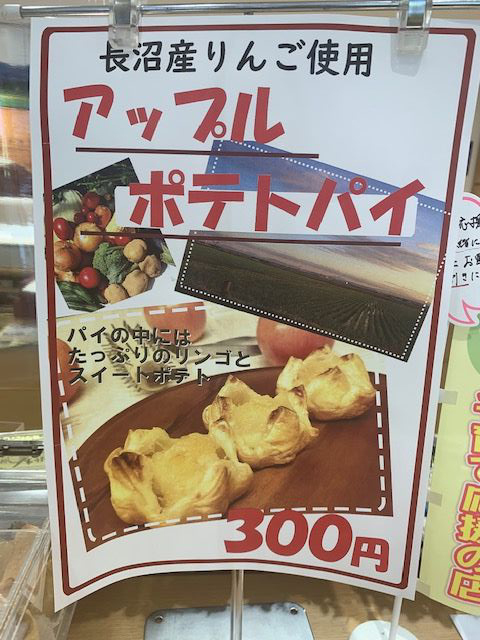 長沼産りんご使用
アップル
ポテトパイ
パイの中には
たっぷりのリンゴと
スイートポテト
300円